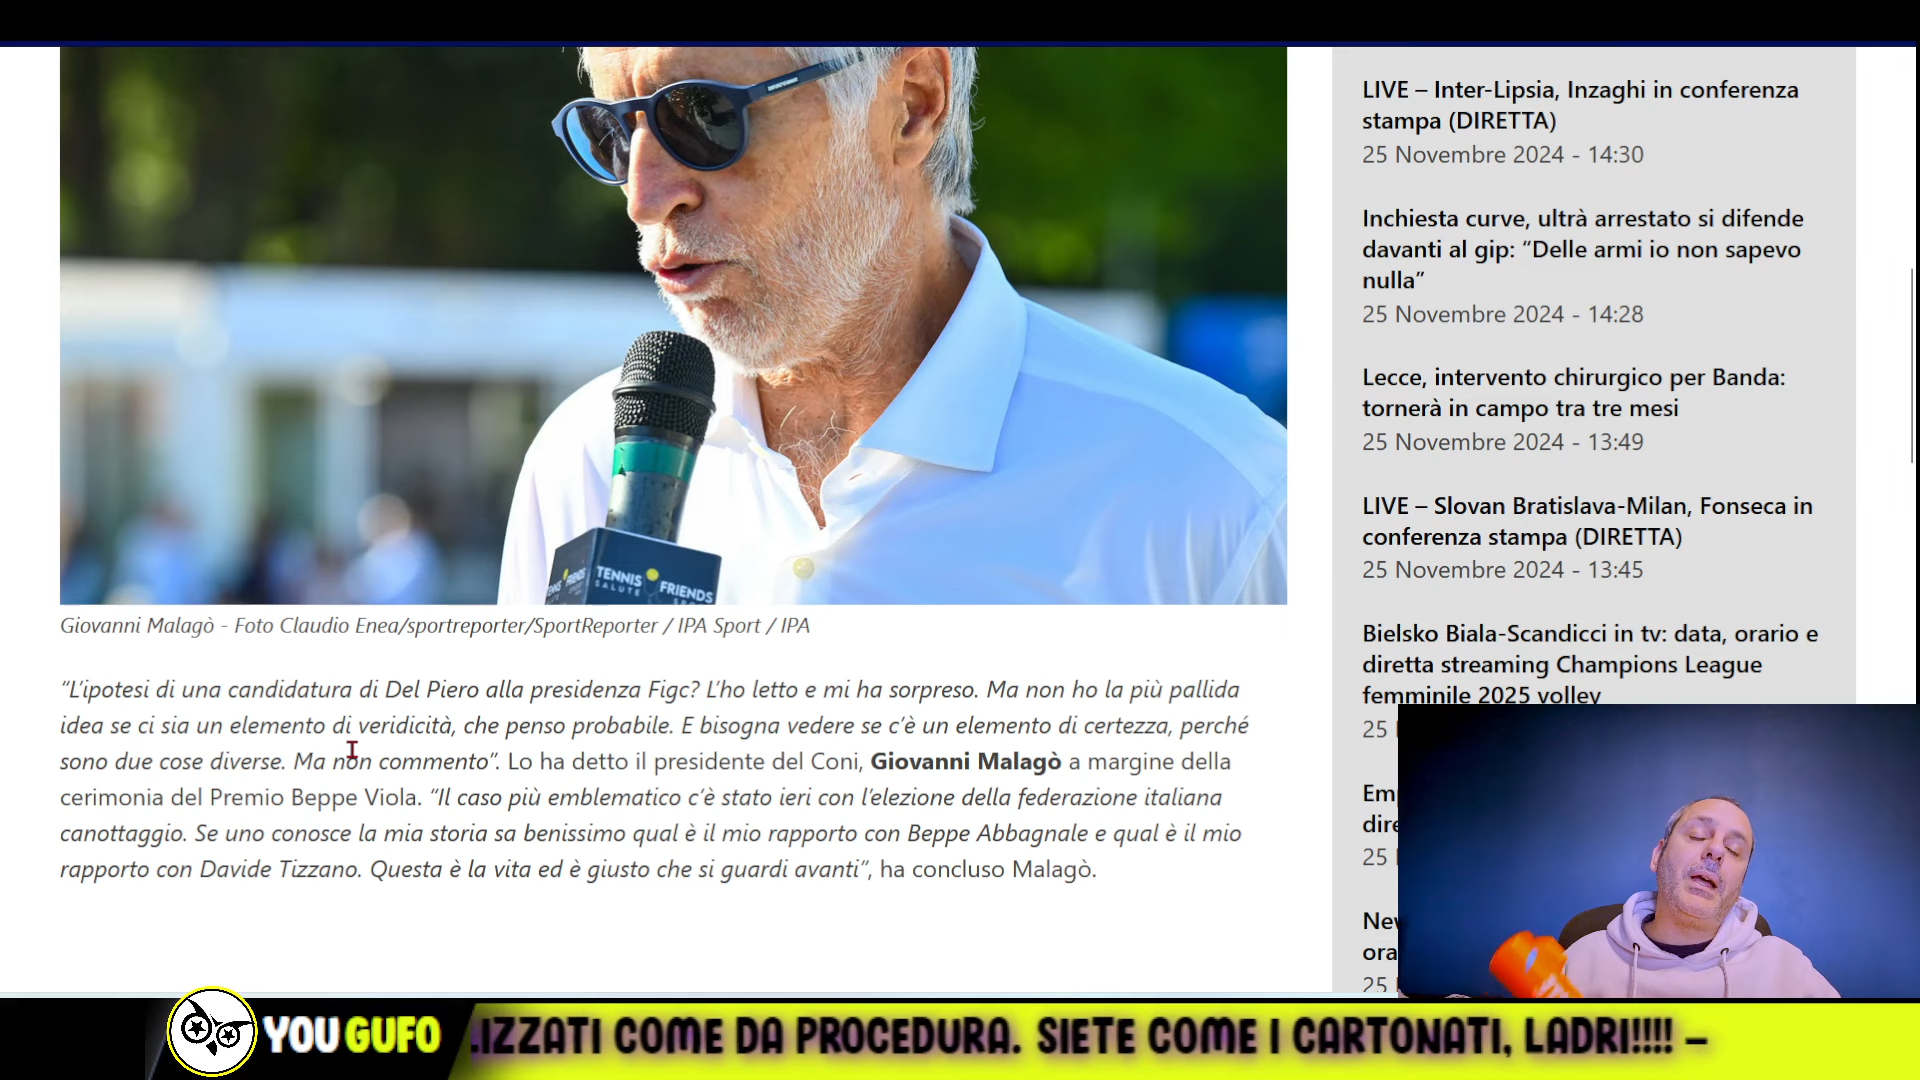 LIVE – Inter-Lipsia, Inzaghi in conferenza
stampa (DIRETTA)
25 Novembre 2024 - 14:30
Inchiesta curve, ultrà arrestato si difende
davanti al gip: “Delle armi io non sapevo
nulla”
25 Novembre 2024 - 14:28
Lecce, intervento chirurgico per Banda:
tornerà in campo tra tre mesi
25 Novembre 2024 - 13:49
LIVE – Slovan Bratislava-Milan, Fonseca in
conferenza stampa (DIRETTA)
25 Novembre 2024 - 13:45
Bielsko Biala-Scandicci in tv: data, orario e
diretta streaming Champions League
femminile 2025 volley
25
25
25
TENNIS FRIENDS
SALUTE
Giovanni Malagò - Foto Claudio Enea/sportreporter/SportReporter / IPA Sport / IPA
“L’ipotesi di una candidatura di Del Piero alla presidenza Figc? L’ho letto e mi ha sorpreso. Ma non ho la più pallida
idea se ci sia un elemento di veridicità, che penso probabile. E bisogna vedere se c’è un elemento di certezza, perché
sono due cose diverse. Ma non commento”. Lo ha detto il presidente del Coni, Giovanni Malagò a margine della
cerimonia del Premio Beppe Viola. “Il caso più emblematico c’è stato ieri con l’elezione della federazione italiana
canottaggio. Se uno conosce la mia storia sa benissimo qual è il mio rapporto con Beppe Abbagnale e qual è il mio
rapporto con Davide Tizzano. Questa è la vita ed è giusto che si guardi avanti”, ha concluso Malagò.
YOU GUFO
LIZZATI COME DA PROCEDURA. SIETE COME I CARTONATI, LADRI!!!! –